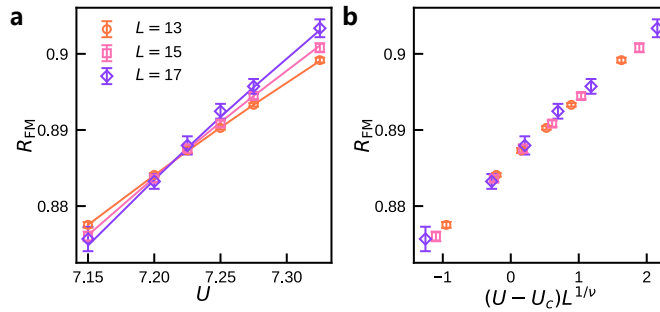 a
b
L = 13
L = 15
L = 17
R_FM
0.9
0.89
0.88
7.15 7.20 7.25 7.30
U
R_FM
0.9
0.89
0.88
−1 0 1 2
(U − U_c)L^{1/ν}